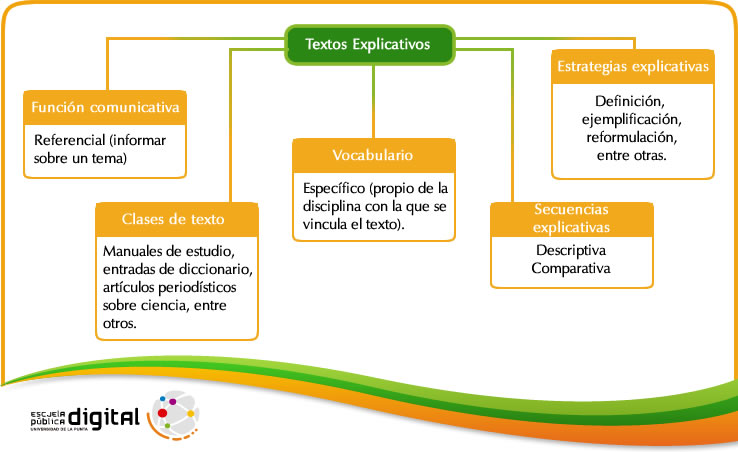 Textos Explicativos
Función comunicativa
Referencial (informar
sobre un tema)
Clases de texto
Manuales de estudio,
entradas de diccionario,
artículos periodísticos
sobre ciencia, entre
otros.
Vocabulario
Específico (propio de la
disciplina con la que se
vincula el texto).
Secuencias
explicativas
Descriptiva
Comparativa
Estrategias explicativas
Definición,
ejemplificación,
reformulación,
entre otras.
ESCUELA
PÚBLICA
digital
UNIVERSIDAD DE LA PUNTA